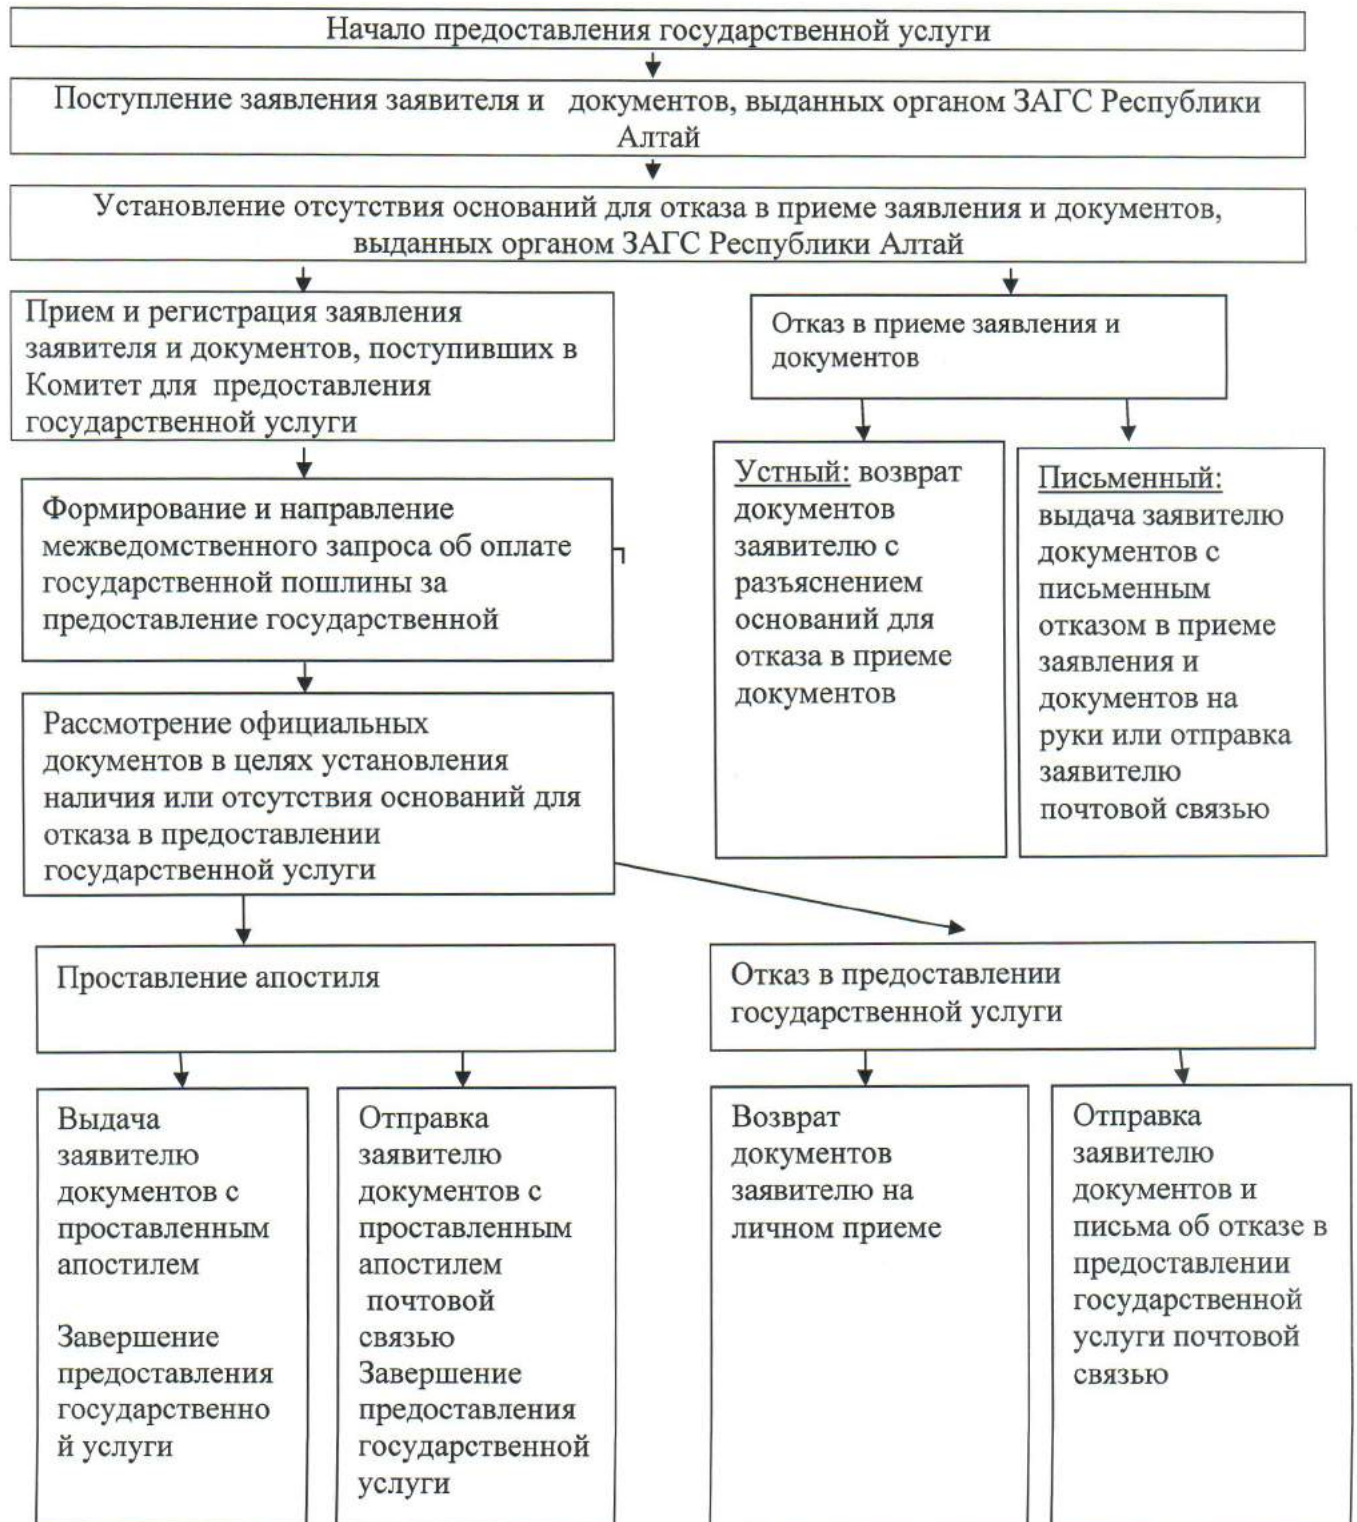 Начало предоставления государственной услуги
Поступление заявления заявителя и документов, выданных органом ЗАГС Республики
Алтай
Установление отсутствия оснований для отказа в приеме заявления и документов,
выданных органом ЗАГС Республики Алтай
Прием и регистрация заявления
заявителя и документов, поступивших в
Комитет для предоставления
государственной услуги
Отказ в приеме заявления и
документов
Формирование и направление
межведомственного запроса об оплате
государственной пошлины за
предоставление государственной
Устный: возврат
документов
заявителю с
разъяснением
оснований для
отказа в приеме
документов
Письменный:
выдача заявителю
документов с
письменным
отказом в приеме
заявления и
документов на
руки или отправка
заявителю
почтовой связью
Рассмотрение официальных
документов в целях установления
наличия или отсутствия оснований для
отказа в предоставлении
государственной услуги
Проставление апостиля
Отказ в предоставлении
государственной услуги
Выдача
заявителю
документов с
проставленным
апостилем
Завершение
предоставления
государственно
й услуги
Отправка
заявителю
документов с
проставленным
апостилем
почтовой
связью
Завершение
предоставления
государственной
услуги
Возврат
документов
заявителю на
личном приеме
Отправка
заявителю
документов и
письма об отказе в
предоставлении
государственной
услуги почтовой
связью